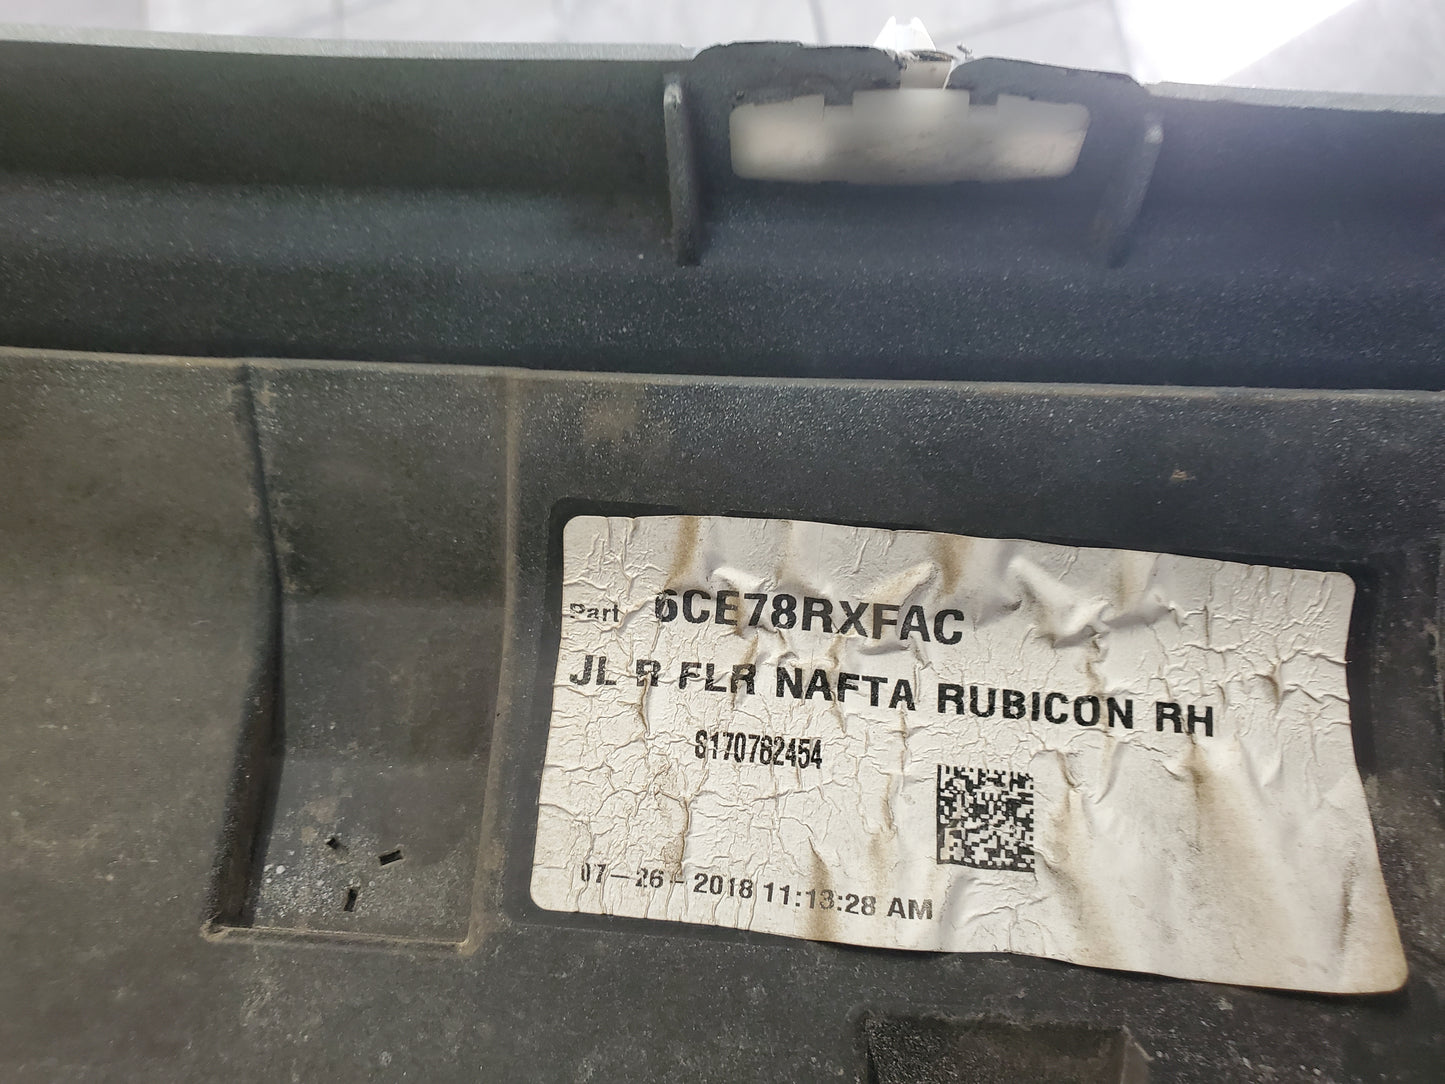 Part 6CE78RXFAC
JL R FLR NAFTA RUBICON RH
S170782454
07-26-2018 11:13:28 AM